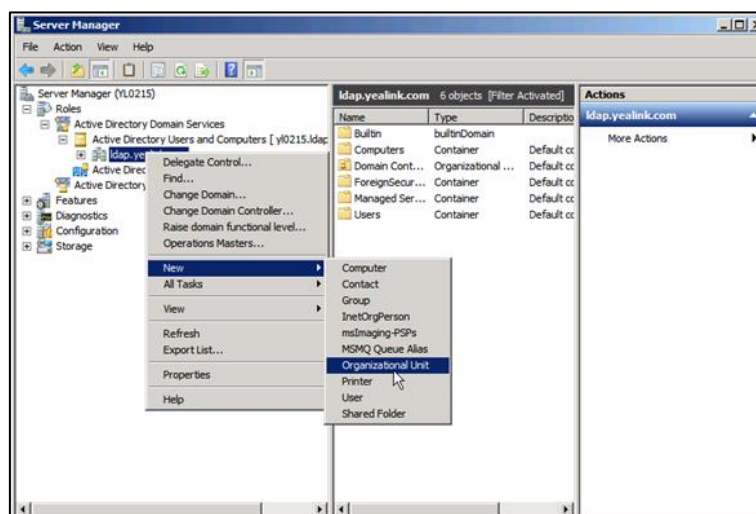 Server Manager
File Action View Help
Server Manager (YL0215)
Roles
Active Directory Domain Services
Active Directory Users and Computers [ yl0215.ldap
ldap.ye
Active Direc
Active Directory
Features
Diagnostics
Configuration
Storage
Delegate Control...
Find...
Change Domain...
Change Domain Controller...
Raise domain functional level...
Operations Masters...
New
All Tasks
View
Refresh
Export List...
Properties
Help
Computer
Contact
Group
InetOrgPerson
msImaging-PSPs
MSMQ Queue Alias
Organizational Unit
Printer
User
Shared Folder
ldap.yealink.com 6 objects [Filter Activated]
Name Type Descriptio
Builtin builtinDomain
Computers Container Default cc
Domain Cont... Organizational ... Default cc
ForeignSecur... Container Default cc
Managed Ser... Container Default cc
Users Container Default cc
Actions
ldap.yealink.com
More Actions